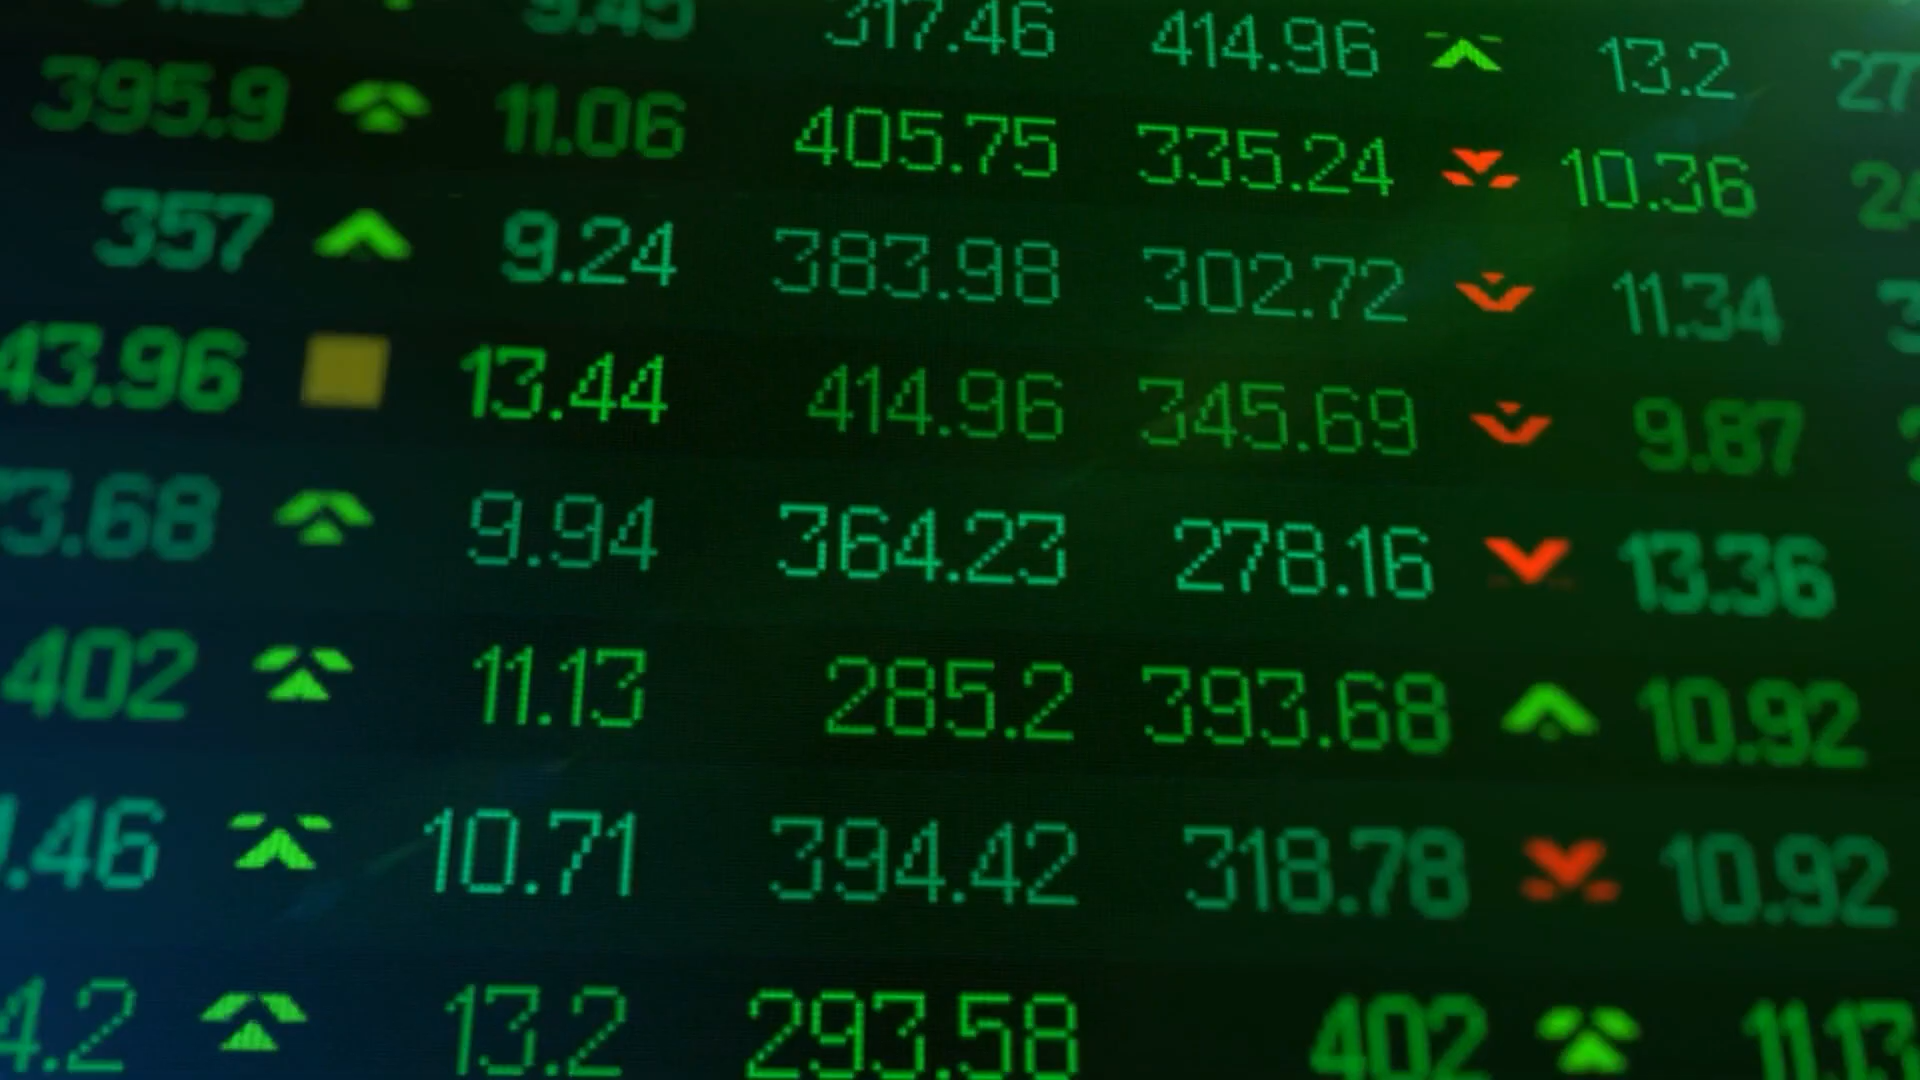 9.45 317.46 414.96 13.2
395.9 11.06 405.75 335.24 10.36
357 9.24 383.98 302.72 11.34
43.96 13.44 414.96 345.69 9.87
3.68 9.94 364.23 278.16 13.36
402 11.13 285.2 393.68 10.92
.46 10.71 394.42 318.78 10.92
4.2 13.2 293.58 402 11.13